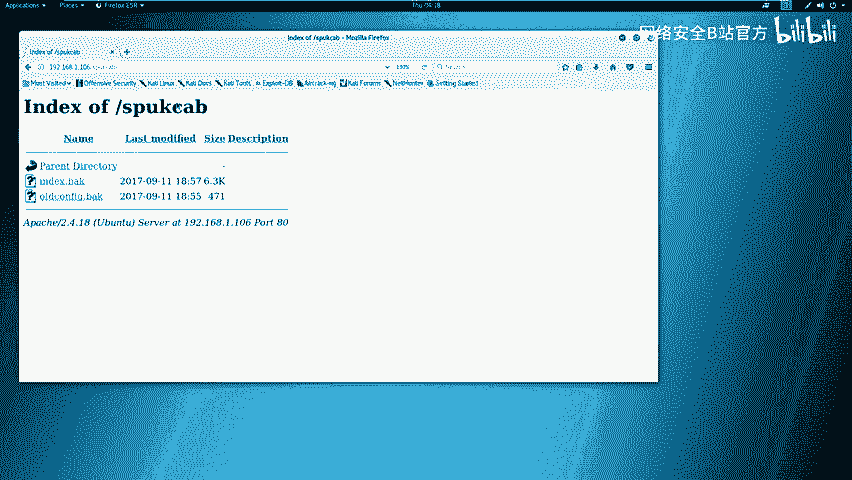 Applications Places Firefox ESR Thu 04:18
Index of /spukcab - Mozilla Firefox
网络安全B站官方 bilibili
Index of /spukcab
192.168.1.106/spukcab
Most Visited Offensive Security Kali Linux Kali Docs Kali Tools Exploit-DB Aircrack-ng Kali Forums NetHunter Getting Started
Index of /spukcab
Name Last modified Size Description
Parent Directory -
index.bak 2017-09-11 18:57 6.3K
oldconfig.bak 2017-09-11 18:55 471
Apache/2.4.18 (Ubuntu) Server at 192.168.1.106 Port 80